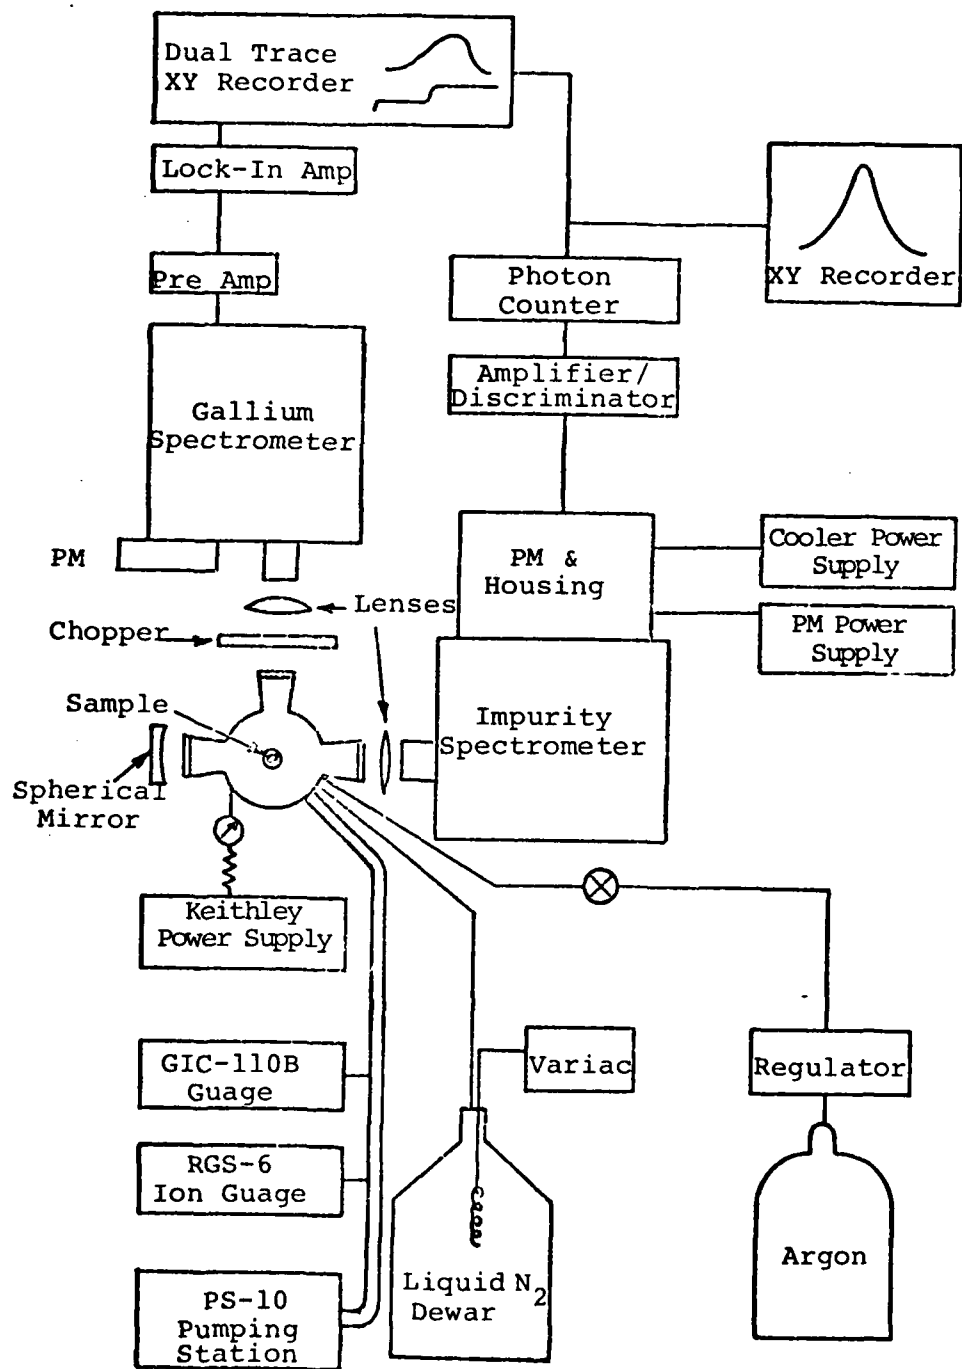 Dual Trace
XY Recorder
Lock-In Amp
Pre Amp
XY Recorder
Photon
Counter
Amplifier/
Discriminator
Gallium
Spectrometer
PM
PM &
Housing
Cooler Power
Supply
PM Power
Supply
Lenses
Chopper
Sample
Impurity
Spectrometer
Spherical
Mirror
Keithley
Power Supply
GIC-110B
Guage
Variac
Regulator
RGS-6
Ion Guage
Argon
Liquid N2
Dewar
PS-10
Pumping
Station